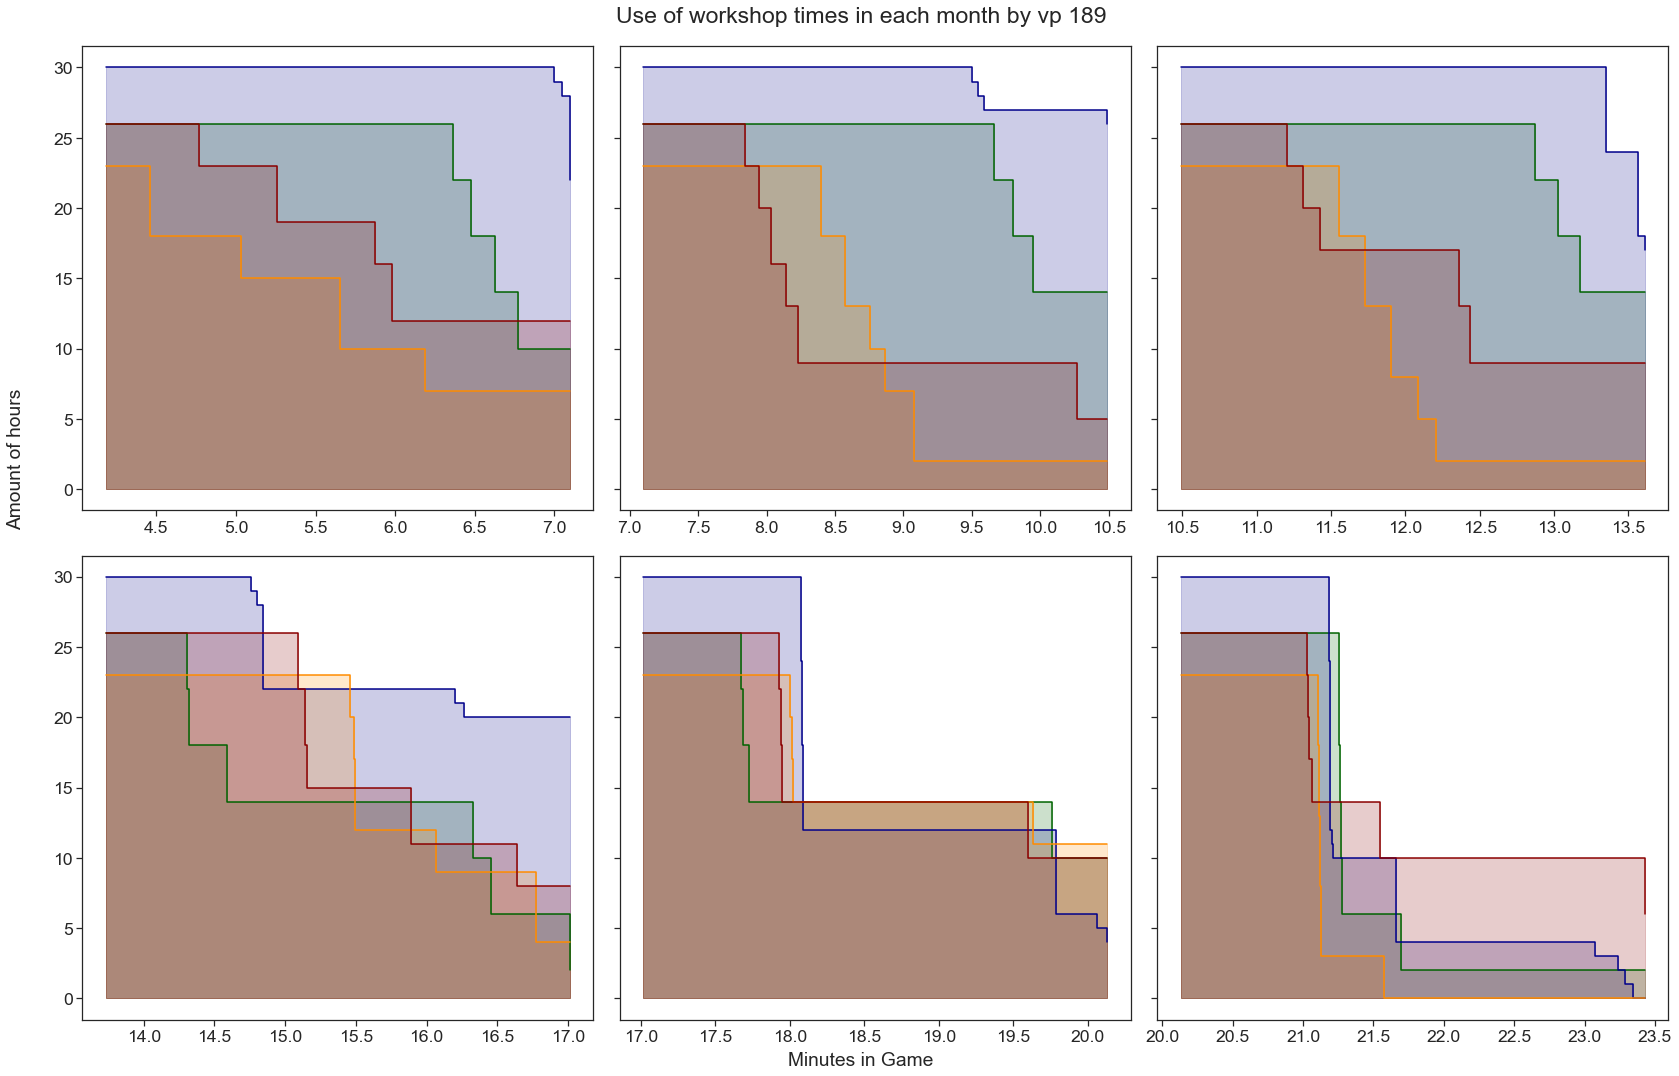 Use of workshop times in each month by vp 189
30
25
20
15
10
5
0
4.5 5.0 5.5 6.0 6.5 7.0
7.0 7.5 8.0 8.5 9.0 9.5 10.0 10.5
10.5 11.0 11.5 12.0 12.5 13.0 13.5
Amount of hours
30
25
20
15
10
5
0
14.0 14.5 15.0 15.5 16.0 16.5 17.0
17.0 17.5 18.0 18.5 19.0 19.5 20.0
20.0 20.5 21.0 21.5 22.0 22.5 23.0 23.5
Minutes in Game